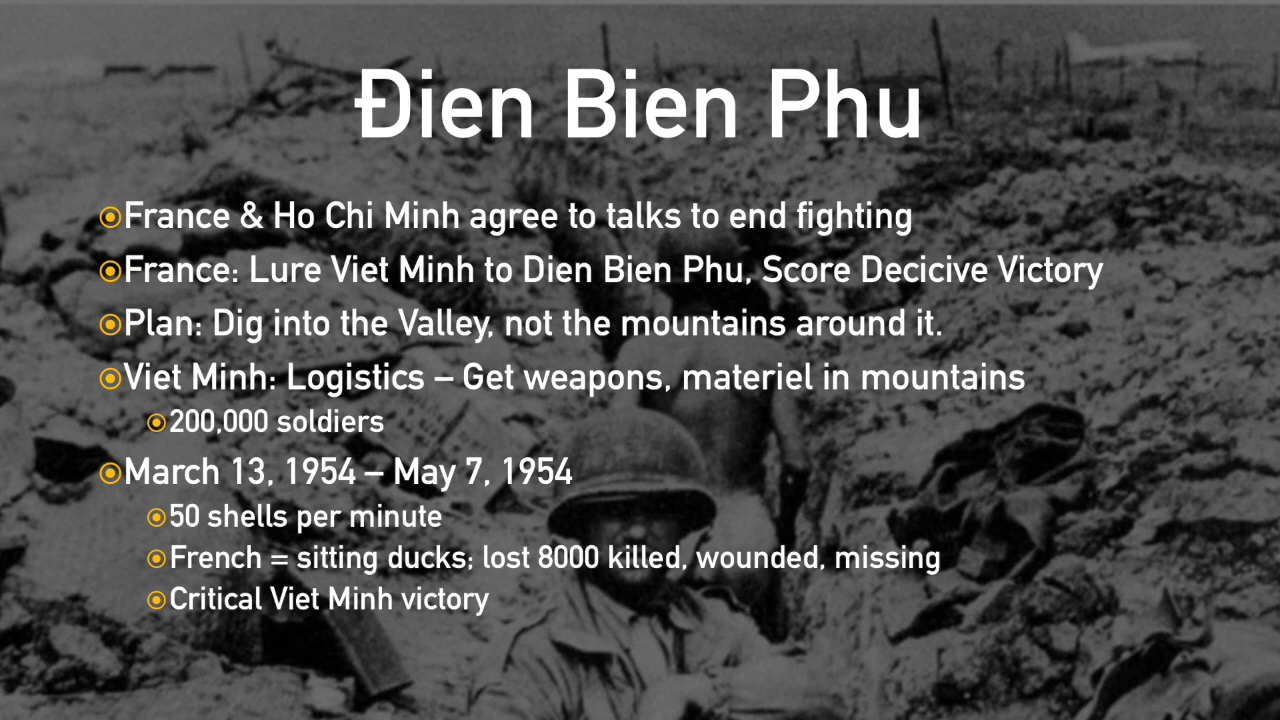 Đien Bien Phu
France & Ho Chi Minh agree to talks to end fighting
France: Lure Viet Minh to Dien Bien Phu, Score Decicive Victory
Plan: Dig into the Valley, not the mountains around it.
Viet Minh: Logistics – Get weapons, materiel in mountains
200,000 soldiers
March 13, 1954 – May 7, 1954
50 shells per minute
French = sitting ducks; lost 8000 killed, wounded, missing
Critical Viet Minh victory